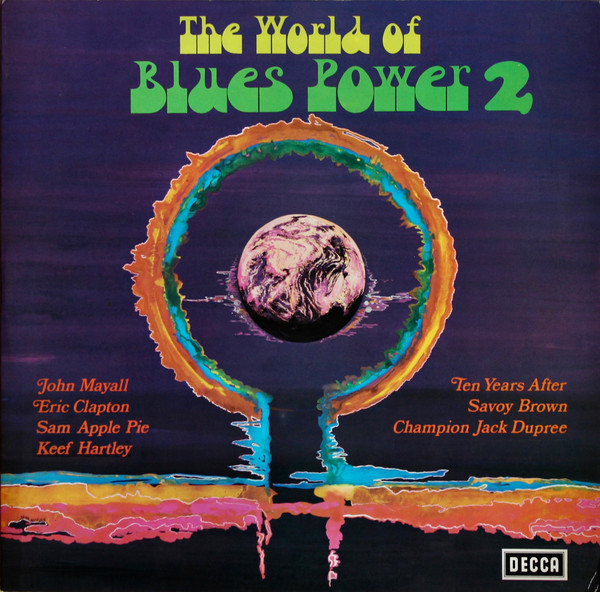 The World of
Blues Power 2
John Mayall
Eric Clapton
Sam Apple Pie
Keef Hartley
Ten Years After
Savoy Brown
Champion Jack Dupree
DECCA